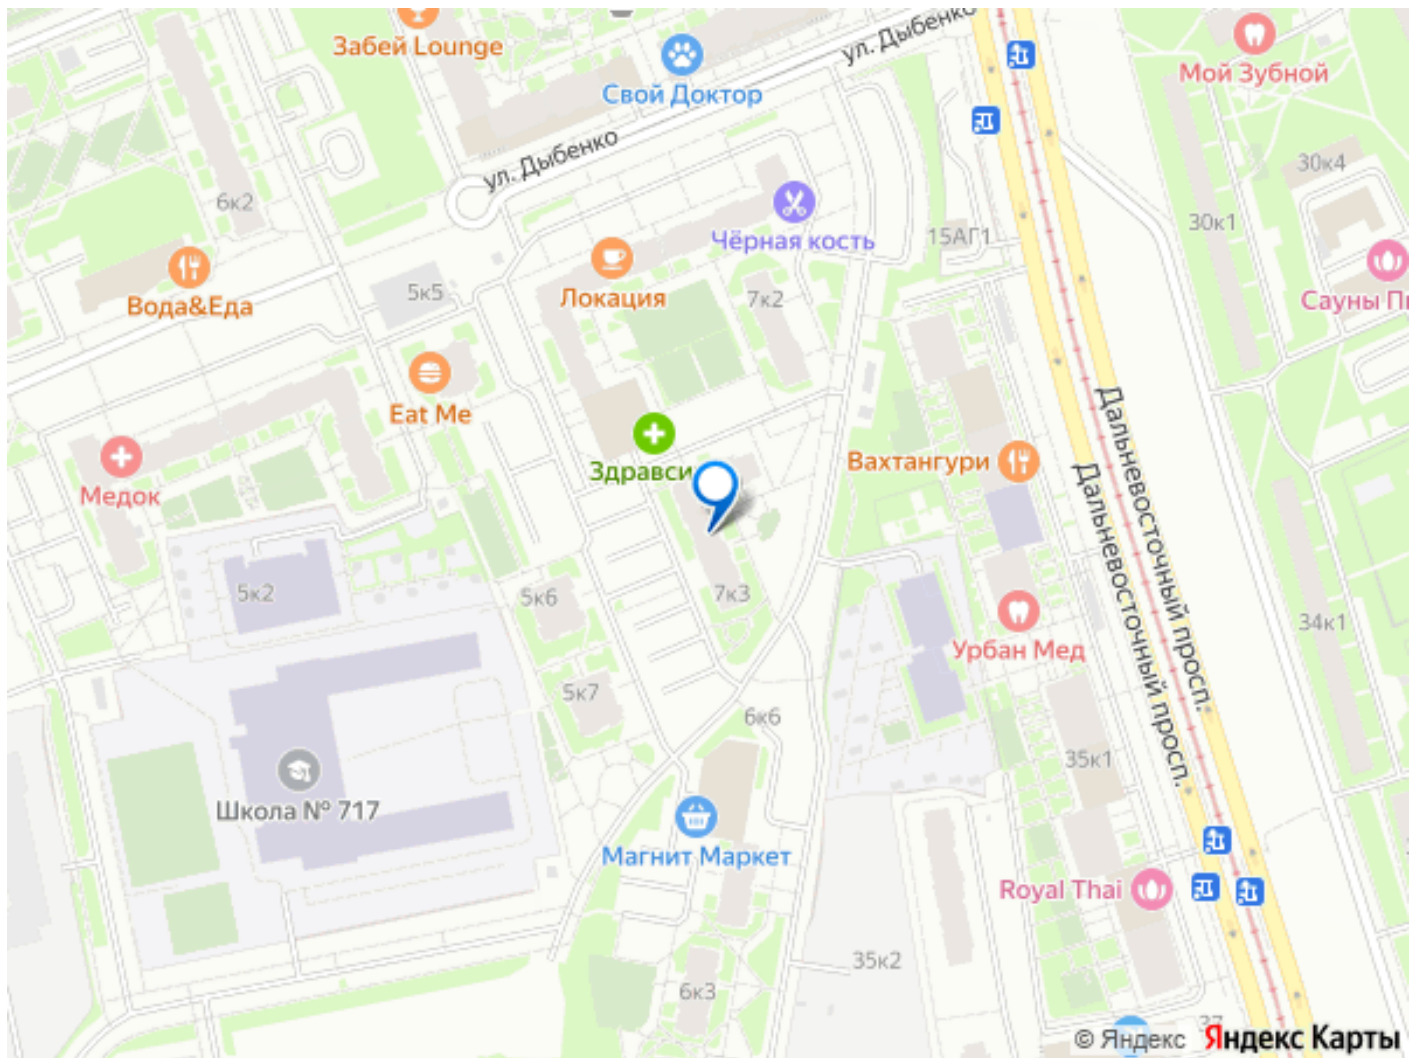 Забей Lounge
Свой Доктор
ул. Дыбенко
Мой Зубной
ул. Дыбенко
30к4
6к2
30к1
Чёрная кость
15АГ1
Вода&Еда
5к5
Локация
7к2
Eat Me
Здравси
Вахтангури
Медок
Дальневосточный просп.
Дальневосточный просп.
5к2
5к6
7к3
Урбан Мед
34к1
5к7
6к6
35к1
Школа № 717
Магнит Маркет
Royal Thai
35к2
6к3
37
© Яндекс Яндекс Карты